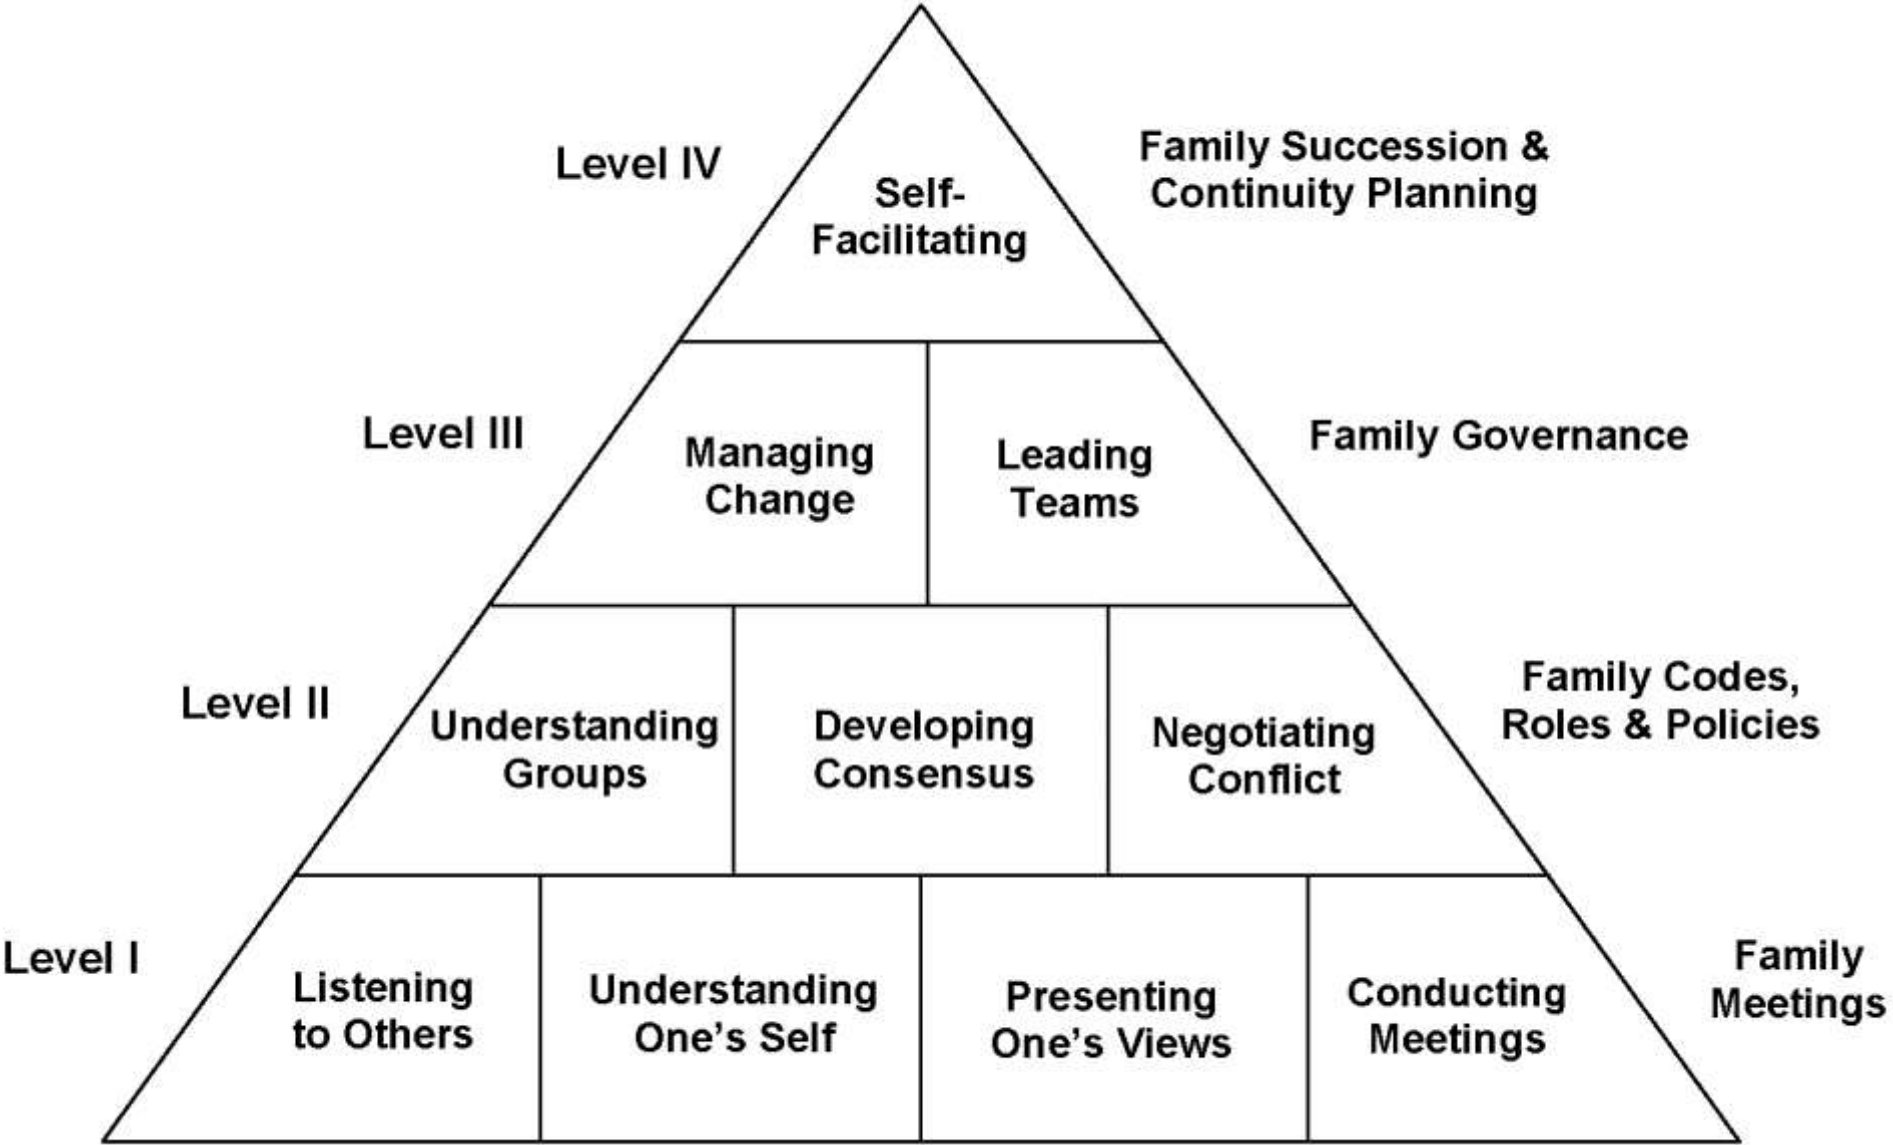 Level IV
Self-
Facilitating
Family Succession &
Continuity Planning
Level III
Managing
Change
Leading
Teams
Family Governance
Level II
Understanding
Groups
Developing
Consensus
Negotiating
Conflict
Family Codes,
Roles & Policies
Level I
Listening
to Others
Understanding
One’s Self
Presenting
One’s Views
Conducting
Meetings
Family
Meetings